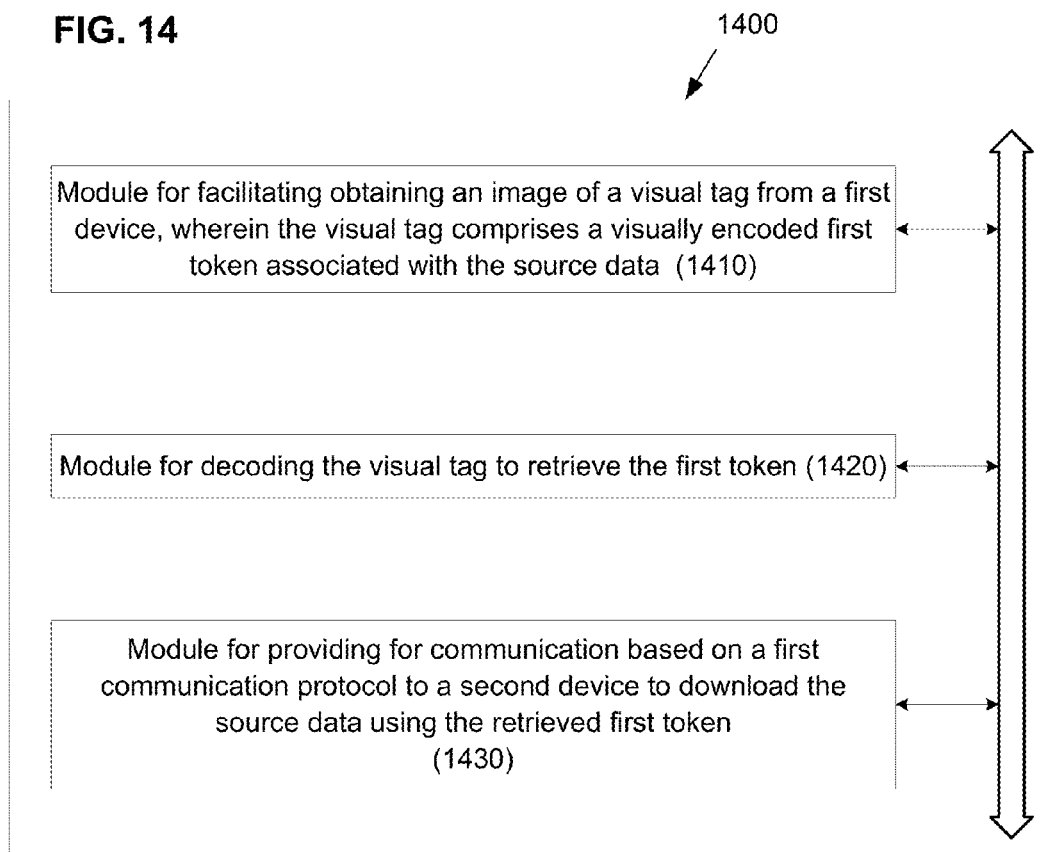 FIG. 14
1400
Module for facilitating obtaining an image of a visual tag from a first
device, wherein the visual tag comprises a visually encoded first
token associated with the source data (1410)
Module for decoding the visual tag to retrieve the first token (1420)
Module for providing for communication based on a first
communication protocol to a second device to download the
source data using the retrieved first token
(1430)